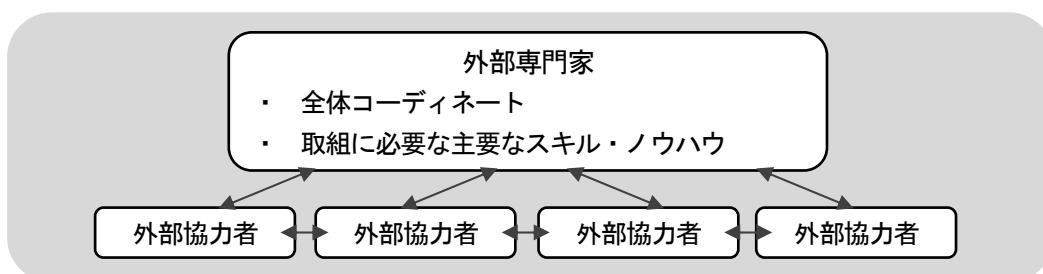 外部専門家
・ 全体コーディネート
・ 取組に必要な主要なスキル・ノウハウ
外部協力者 外部協力者 外部協力者 外部協力者